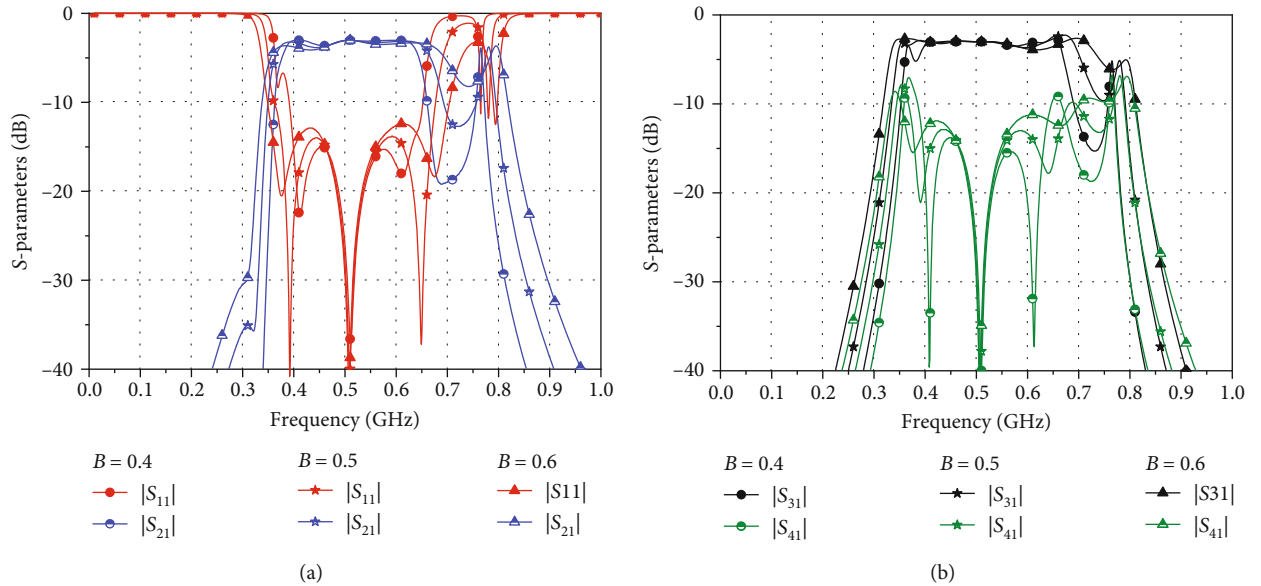 0
−10
−20
−30
−40
S-parameters (dB)
0.0 0.1 0.2 0.3 0.4 0.5 0.6 0.7 0.8 0.9 1.0
Frequency (GHz)
B = 0.4 B = 0.5 B = 0.6
|S11| |S11| |S11|
|S21| |S21| |S21|
(a)
0
−10
−20
−30
−40
S-parameters (dB)
0.0 0.1 0.2 0.3 0.4 0.5 0.6 0.7 0.8 0.9 1.0
Frequency (GHz)
B = 0.4 B = 0.5 B = 0.6
|S31| |S31| |S31|
|S41| |S41| |S41|
(b)